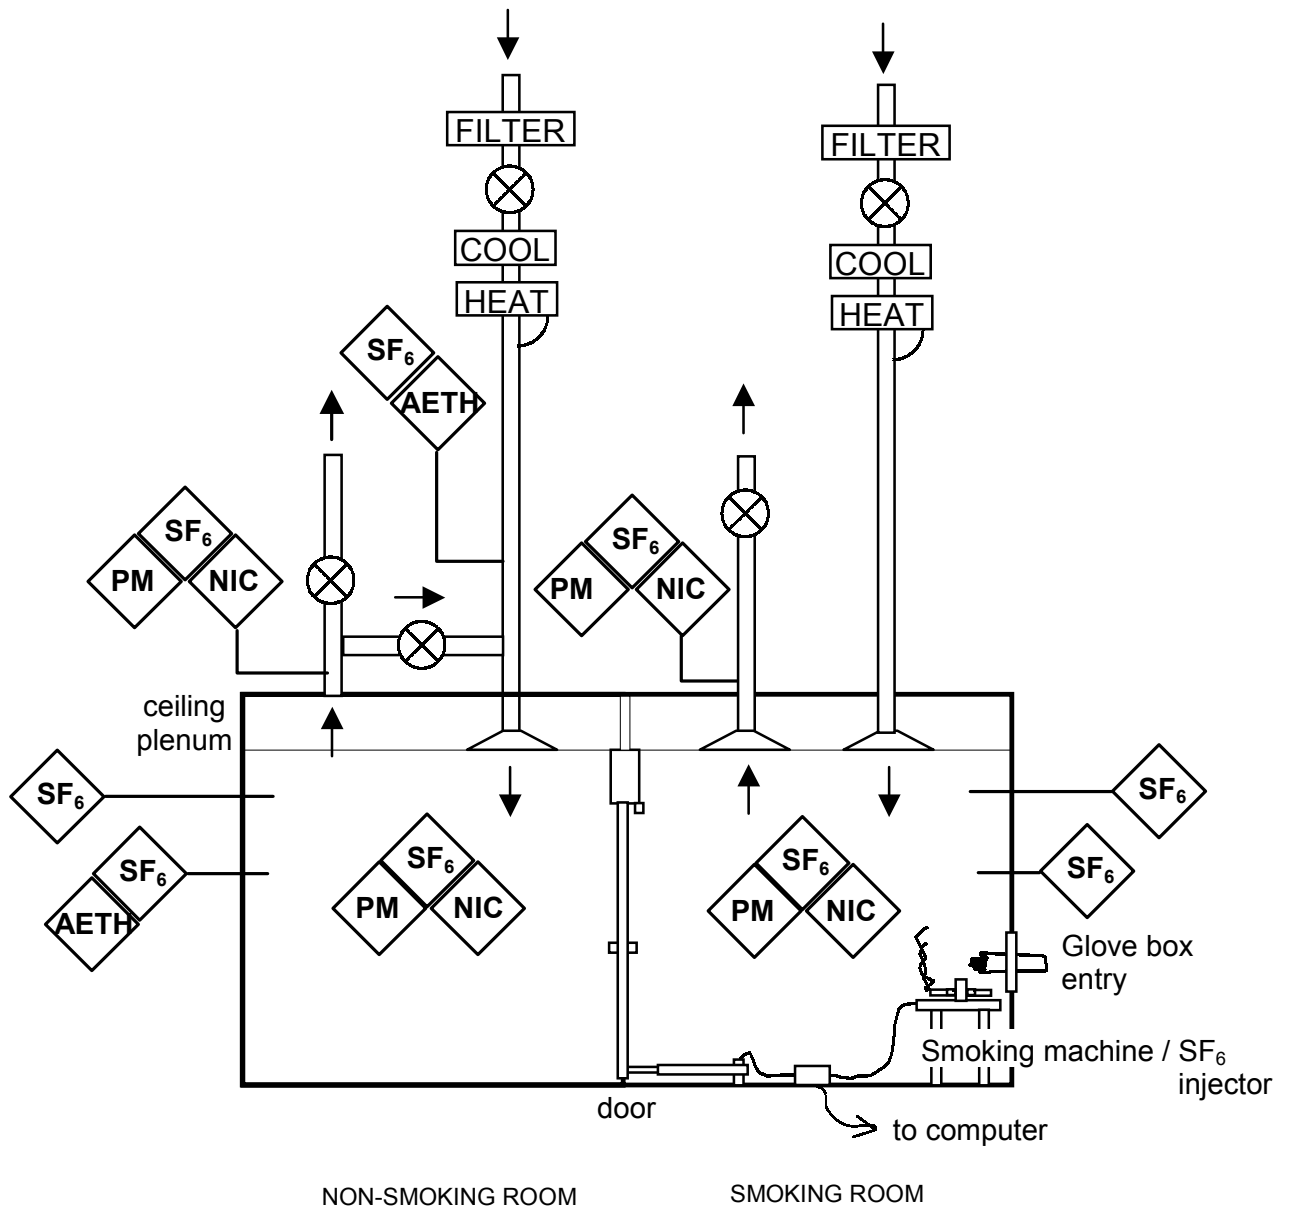 FILTER
FILTER
COOL
COOL
HEAT
HEAT
SF₆
AETH
SF₆
PM
NIC
SF₆
PM
NIC
ceiling
plenum
SF₆
SF₆
SF₆
AETH
SF₆
SF₆
PM
NIC
SF₆
PM
NIC
Glove box
entry
Smoking machine / SF₆
injector
door
to computer
NON-SMOKING ROOM
SMOKING ROOM